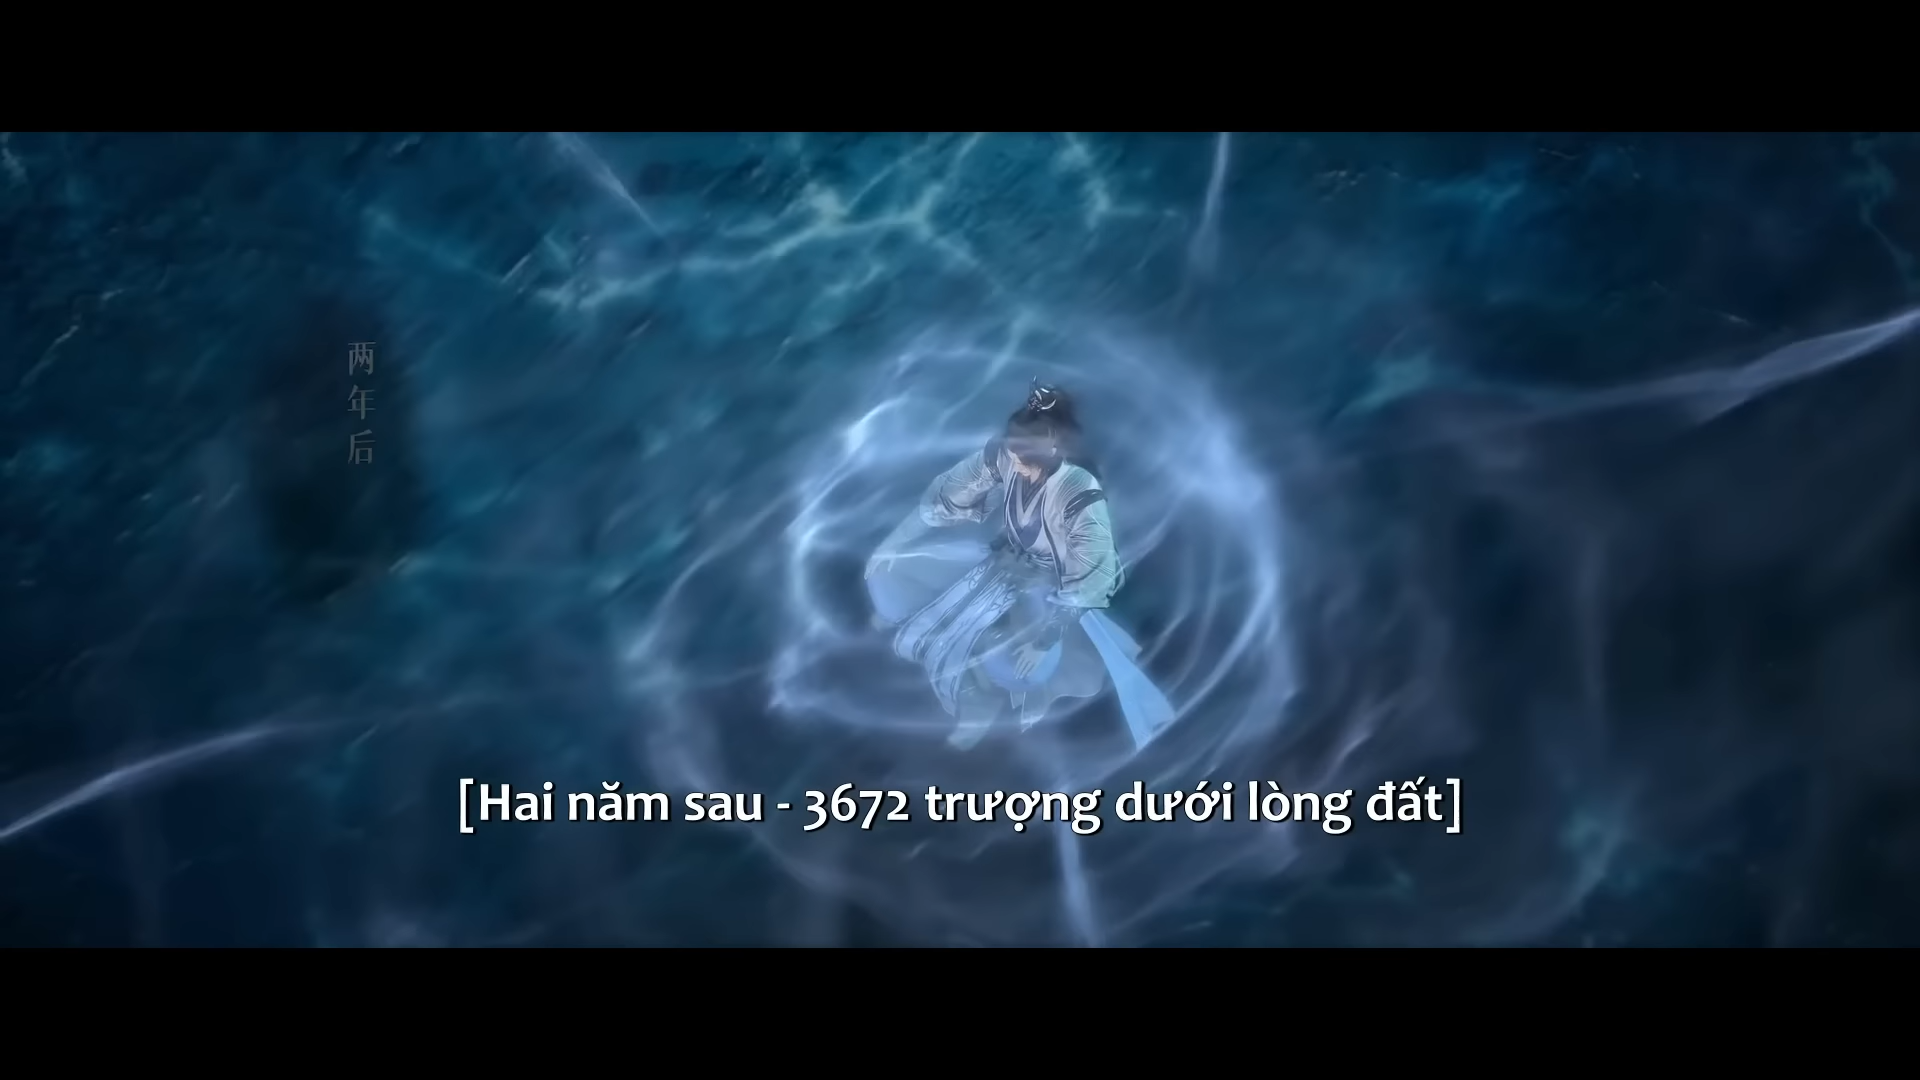 两年后
[Hai năm sau - 3672 trượng dưới lòng đất]